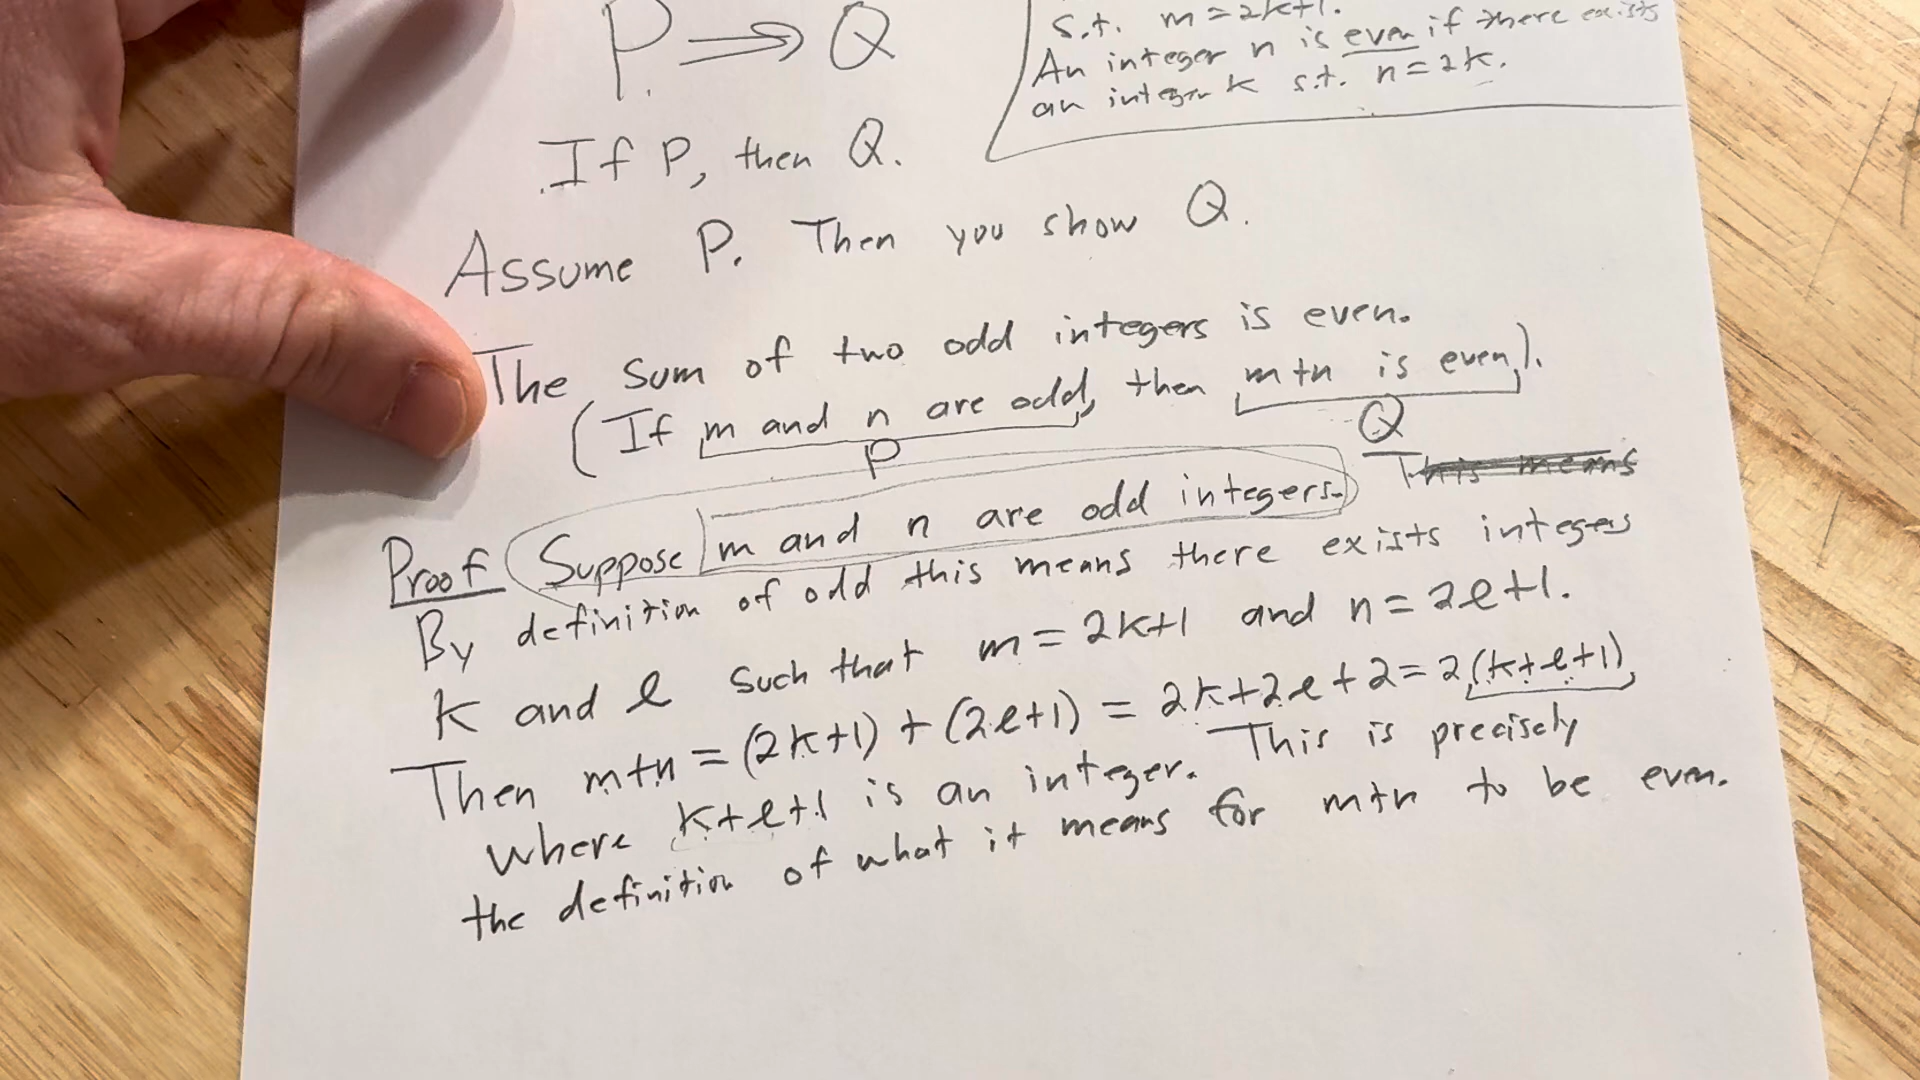 P ⟹ Q
s.t. m=2k+1.
An integer n is even if there exists
an integer k s.t. n=2k.
If P, then Q.
Assume P. Then you show Q.
The sum of two odd integers is even.
(If m and n are odd, then m+n is even).
P
Q
Proof Suppose m and n are odd integers. This means
By definition of odd this means there exists integers
k and ℓ such that m=2k+1 and n=2ℓ+1.
Then m+n = (2k+1) + (2ℓ+1) = 2k+2ℓ+2=2(k+ℓ+1)
where k+ℓ+1 is an integer. This is precisely
the definition of what it means for m+n to be even.